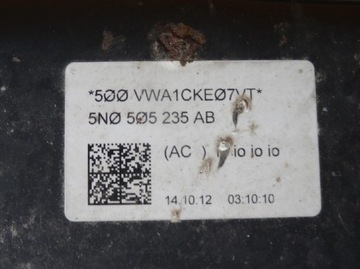 *5ØØ VWA1CKEØ7VT*
5NØ 5Ø5 235 AB
(AC ) io io io
14.10.12 03:10:10